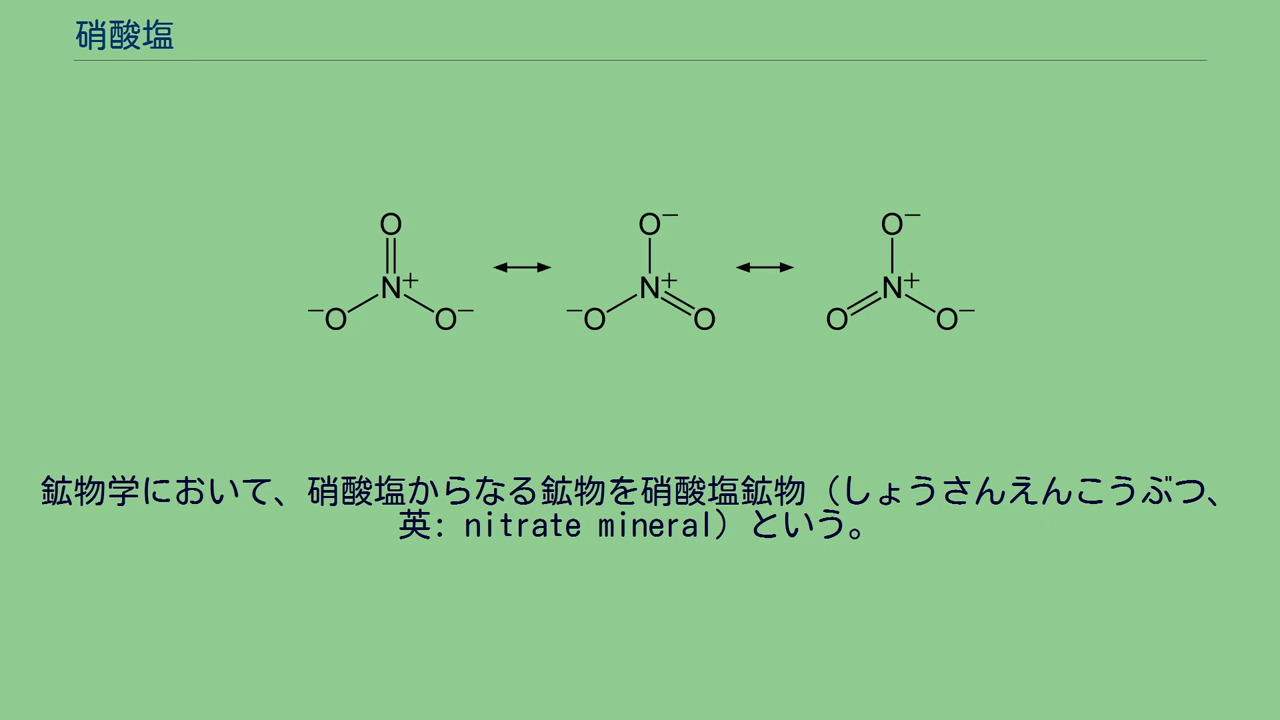 硝酸塩
O O⁻ O⁻
N⁺ N⁺ N⁺
⁻O O⁻ ⁻O O O O⁻
鉱物学において、硝酸塩からなる鉱物を硝酸塩鉱物（しょうさんえんこうぶつ、
英: nitrate mineral）という。